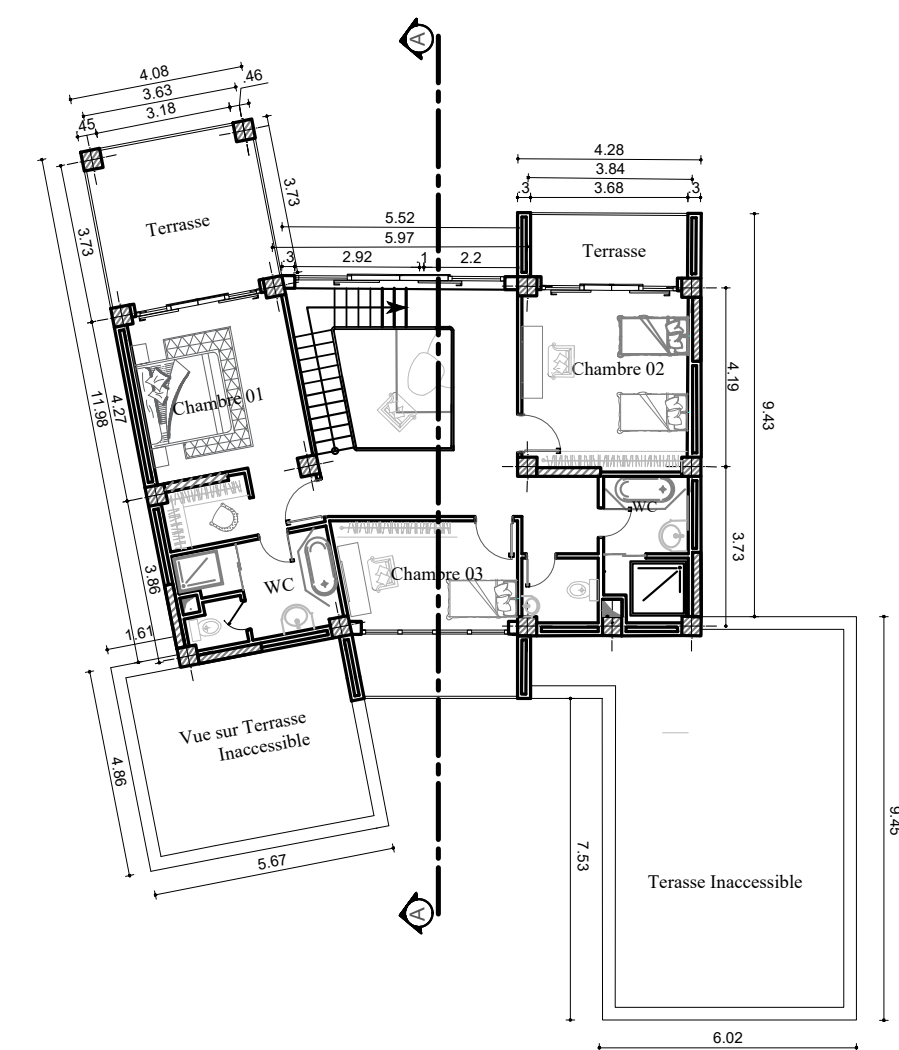 A
4.08
.46
3.63
3.18
.45
4.28
3.84
.3
3.68
.3
3.73
3.73
5.52
5.97
.3
2.92
1
2.2
Terrasse
Terrasse
11.98
4.27
Chambre 01
Chambre 02
4.19
9.43
WC
3.73
3.86
WC
Chambre 03
1.61
Vue sur Terrasse
Inaccessible
4.86
5.67
7.53
9.45
Terasse Inaccessible
A
6.02